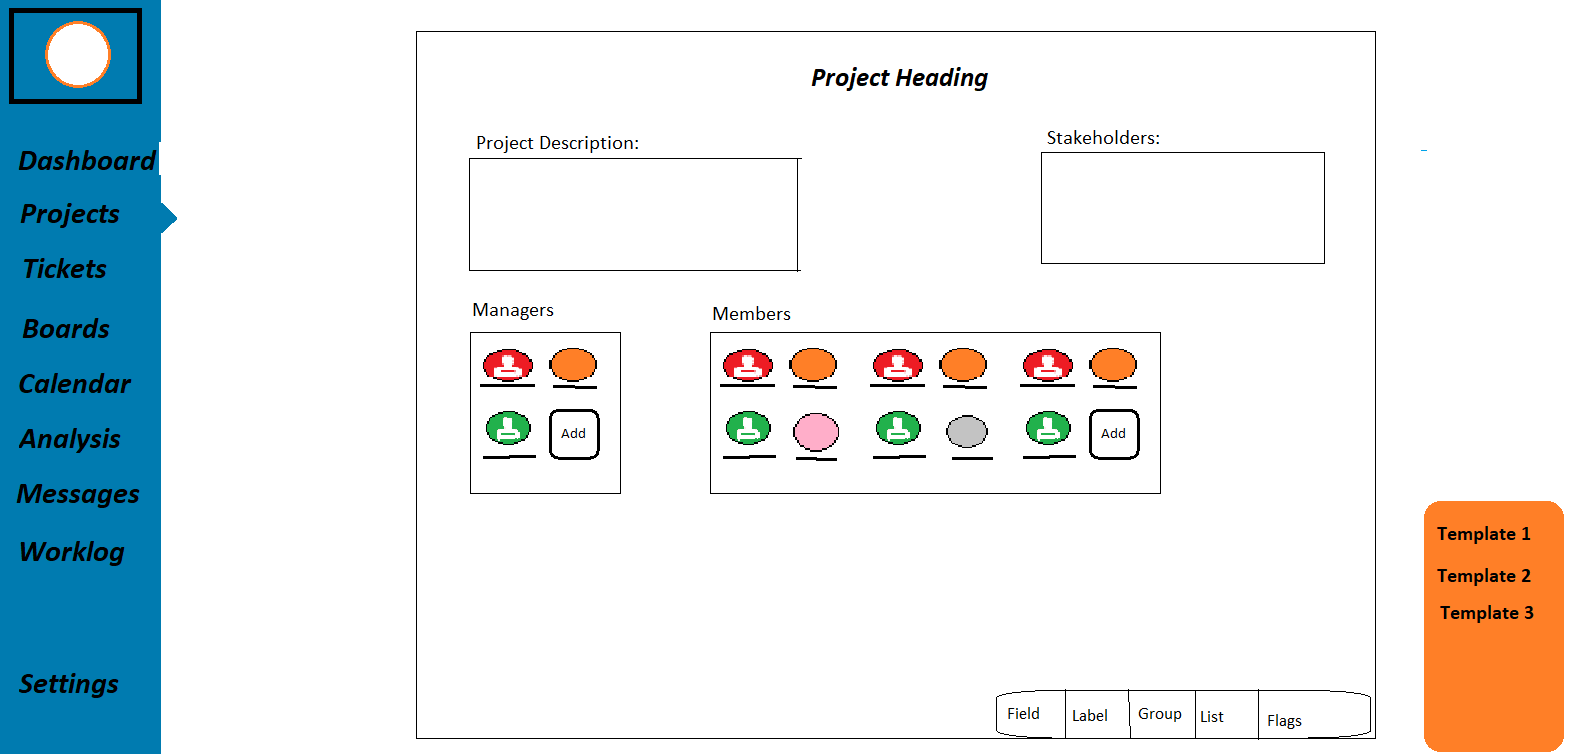 Dashboard
Projects
Tickets
Boards
Calendar
Analysis
Messages
Worklog
Settings
Project Heading
Project Description:
Stakeholders:
Managers
Members
Add
Add
Field
Label
Group
List
Flags
Template 1
Template 2
Template 3